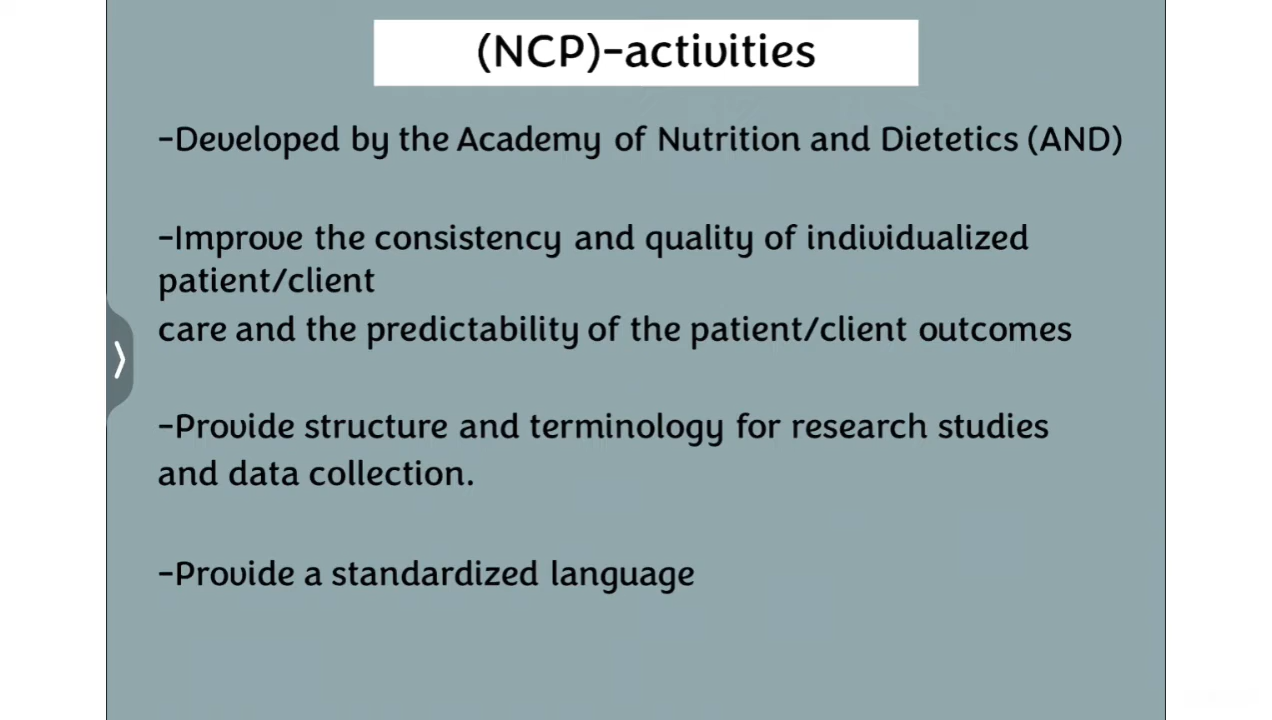 (NCP)-activities
-Developed by the Academy of Nutrition and Dietetics (AND)
-Improve the consistency and quality of individualized
patient/client
care and the predictability of the patient/client outcomes
-Provide structure and terminology for research studies
and data collection.
-Provide a standardized language